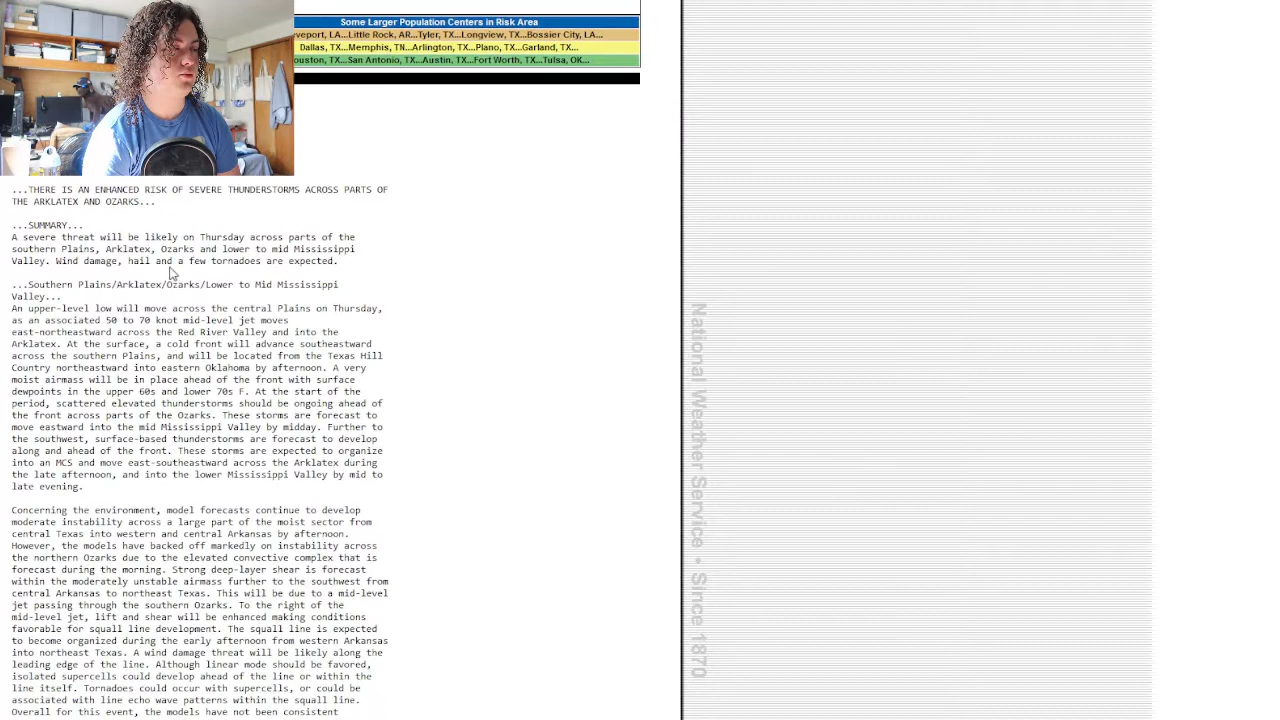 Some Larger Population Centers in Risk Area
LA...Little Rock, AR...Tyler, TX...Longview, TX...Bossier City, LA...
Dallas, TX...Memphis, TN...Arlington, TX...Plano, TX...Garland, TX...
TX...San Antonio, TX...Austin, TX...Fort Worth, TX...Tulsa, OK...
...THERE IS AN ENHANCED RISK OF SEVERE THUNDERSTORMS ACROSS PARTS OF
THE ARKLATEX AND OZARKS...
...SUMMARY...
A severe threat will be likely on Thursday across parts of the
southern Plains, Arklatex, Ozarks and lower to mid Mississippi
Valley. Wind damage, hail and a few tornadoes are expected.
...Southern Plains/Arklatex/Ozarks/Lower to Mid Mississippi
Valley...
An upper-level low will move across the central Plains on Thursday,
as an associated 50 to 70 knot mid-level jet moves
east-northeastward across the Red River Valley and into the
Arklatex. At the surface, a cold front will advance southeastward
across the southern Plains, and will be located from the Texas Hill
Country northeastward into eastern Oklahoma by afternoon. A very
moist airmass will be in place ahead of the front with surface
dewpoints in the upper 60s and lower 70s F. At the start of the
period, scattered elevated thunderstorms should be ongoing ahead of
the front across parts of the Ozarks. These storms are forecast to
move eastward into the mid Mississippi Valley by midday. Further to
the southwest, surface-based thunderstorms are forecast to develop
along and ahead of the front. These storms are expected to organize
into an MCS and move east-southeastward across the Arklatex during
the late afternoon, and into the lower Mississippi Valley by mid to
late evening.
Concerning the environment, model forecasts continue to develop
moderate instability across a large part of the moist sector from
central Texas into western and central Arkansas by afternoon.
However, the models have backed off markedly on instability across
the northern Ozarks due to the elevated convective complex that is
forecast during the morning. Strong deep-layer shear is forecast
within the moderately unstable airmass further to the southwest from
central Arkansas to northeast Texas. This will be due to a mid-level
jet passing through the southern Ozarks. To the right of the
mid-level jet, lift and shear will be enhanced making conditions
favorable for squall line development. The squall line is expected
to become organized during the early afternoon from western Arkansas
into northeast Texas. A wind damage threat will be likely along the
leading edge of the line. Although linear mode should be favored,
isolated supercells could develop ahead of the line or within the
line itself. Tornadoes could occur with supercells, or could be
associated with line echo wave patterns within the squall line.
Overall for this event, the models have not been consistent
National Weather Service • Since 1870